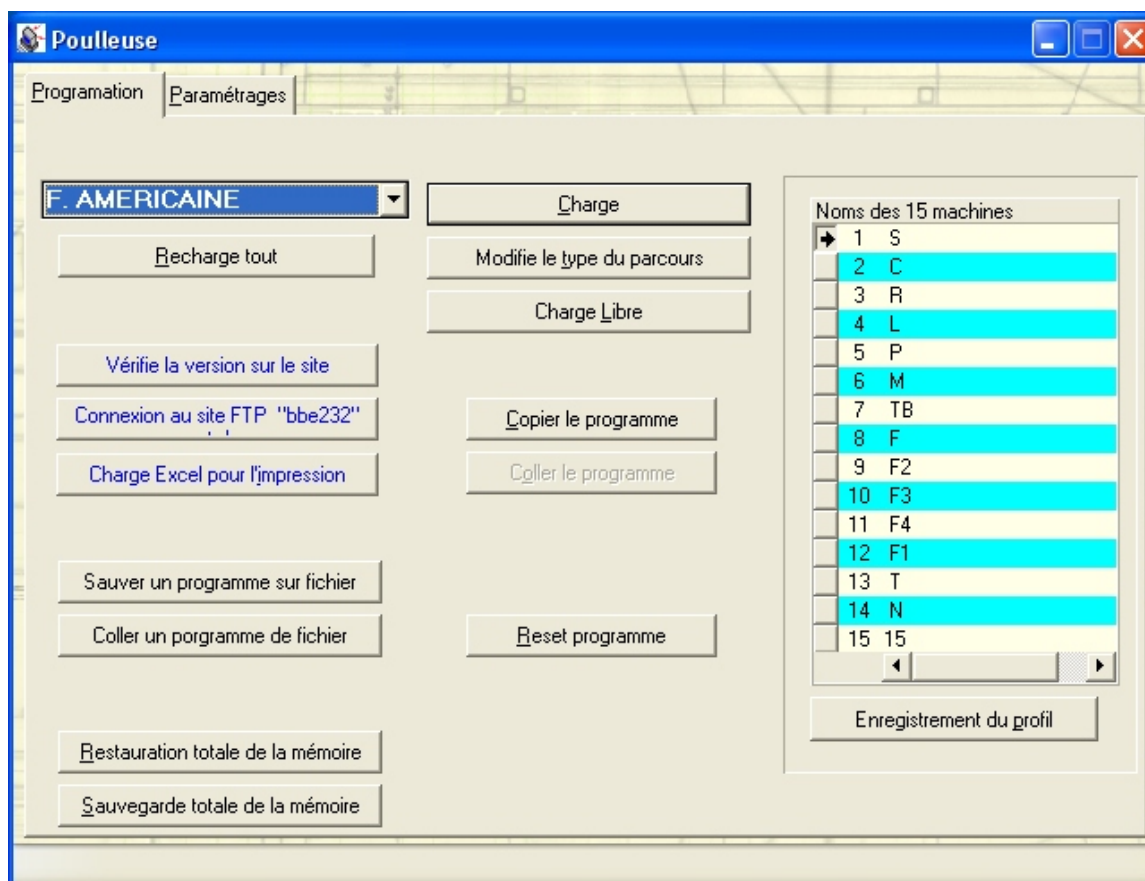 Poulleuse
Programation
Paramétrages
F. AMERICAINE
Recharge tout
Charge
Modifie le type du parcours
Charge Libre
Vérifie la version sur le site
Connexion au site FTP "bbe232"
Charge Excel pour l'impression
Copier le programme
Coller le programme
Sauver un programme sur fichier
Coller un porgramme de fichier
Reset programme
Restauration totale de la mémoire
Sauvegarde totale de la mémoire
Noms des 15 machines
1 S
2 C
3 R
4 L
5 P
6 M
7 TB
8 F
9 F2
10 F3
11 F4
12 F1
13 T
14 N
15 15
Enregistrement du profil